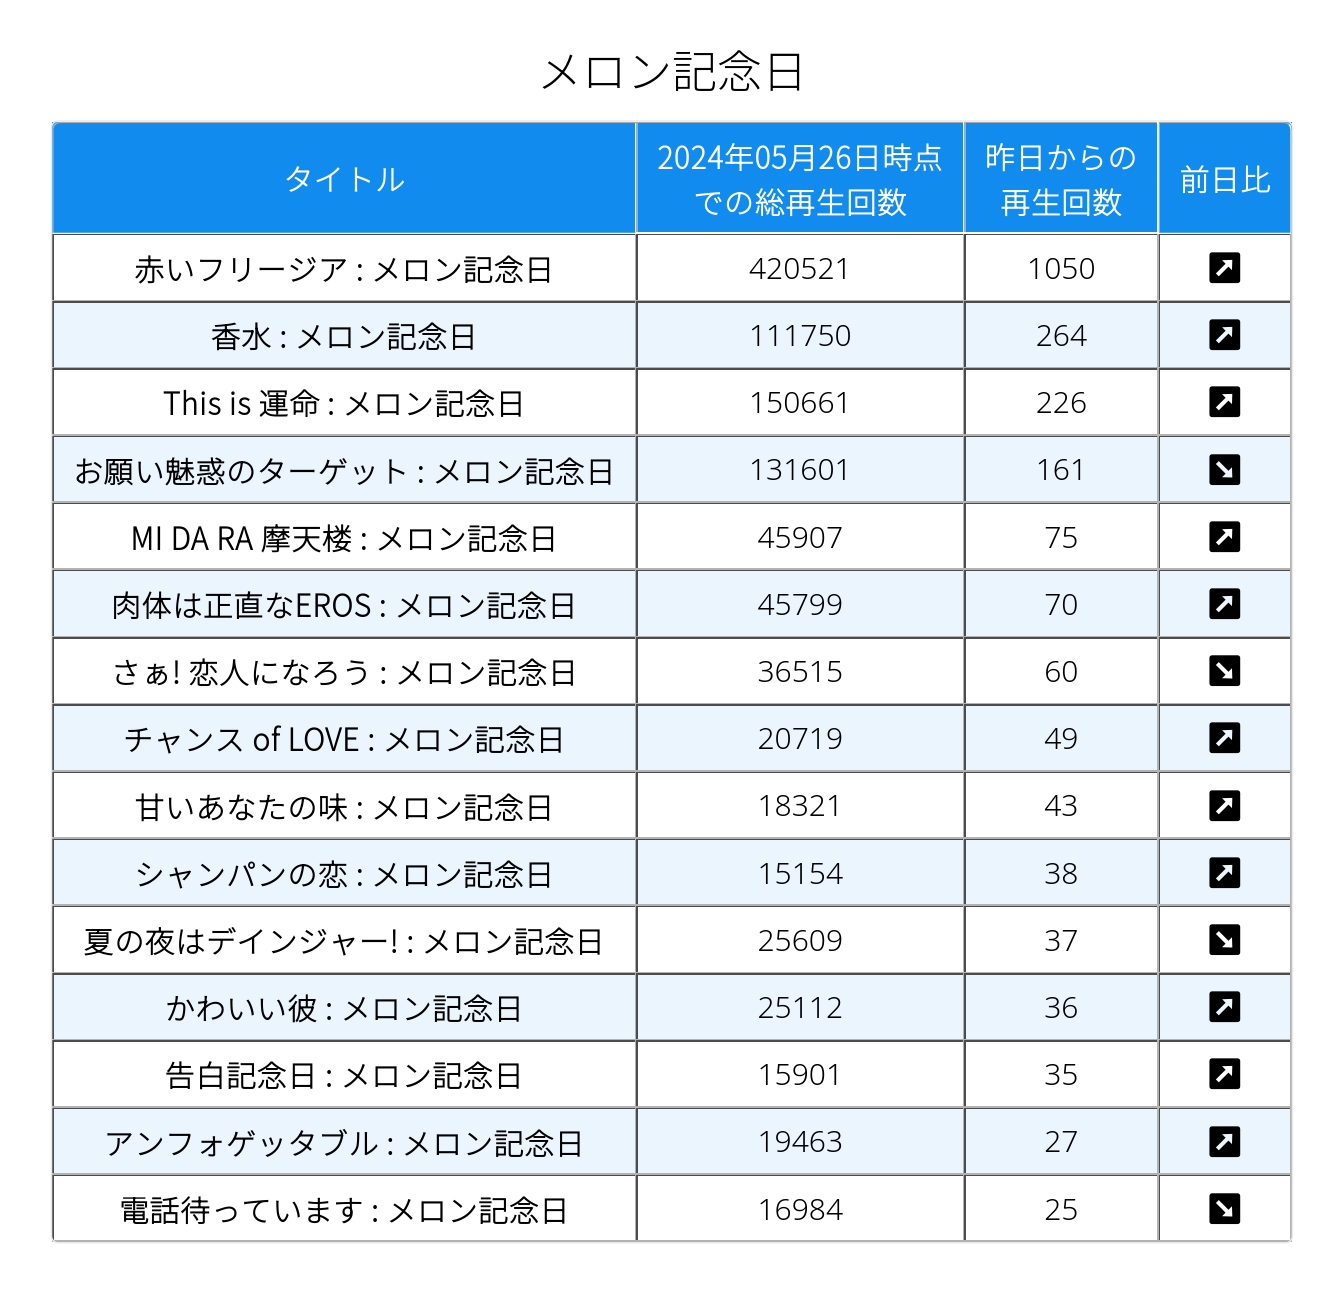 メロン記念日
タイトル
2024年05月26日時点
での総再生回数
昨日からの
再生回数
前日比
赤いフリージア : メロン記念日 420521 1050
香水 : メロン記念日 111750 264
This is 運命 : メロン記念日 150661 226
お願い魅惑のターゲット : メロン記念日 131601 161
MI DA RA 摩天楼 : メロン記念日 45907 75
肉体は正直なEROS : メロン記念日 45799 70
さぁ! 恋人になろう : メロン記念日 36515 60
チャンス of LOVE : メロン記念日 20719 49
甘いあなたの味 : メロン記念日 18321 43
シャンパンの恋 : メロン記念日 15154 38
夏の夜はデインジャー! : メロン記念日 25609 37
かわいい彼 : メロン記念日 25112 36
告白記念日 : メロン記念日 15901 35
アンフォゲッタブル : メロン記念日 19463 27
電話待っています : メロン記念日 16984 25